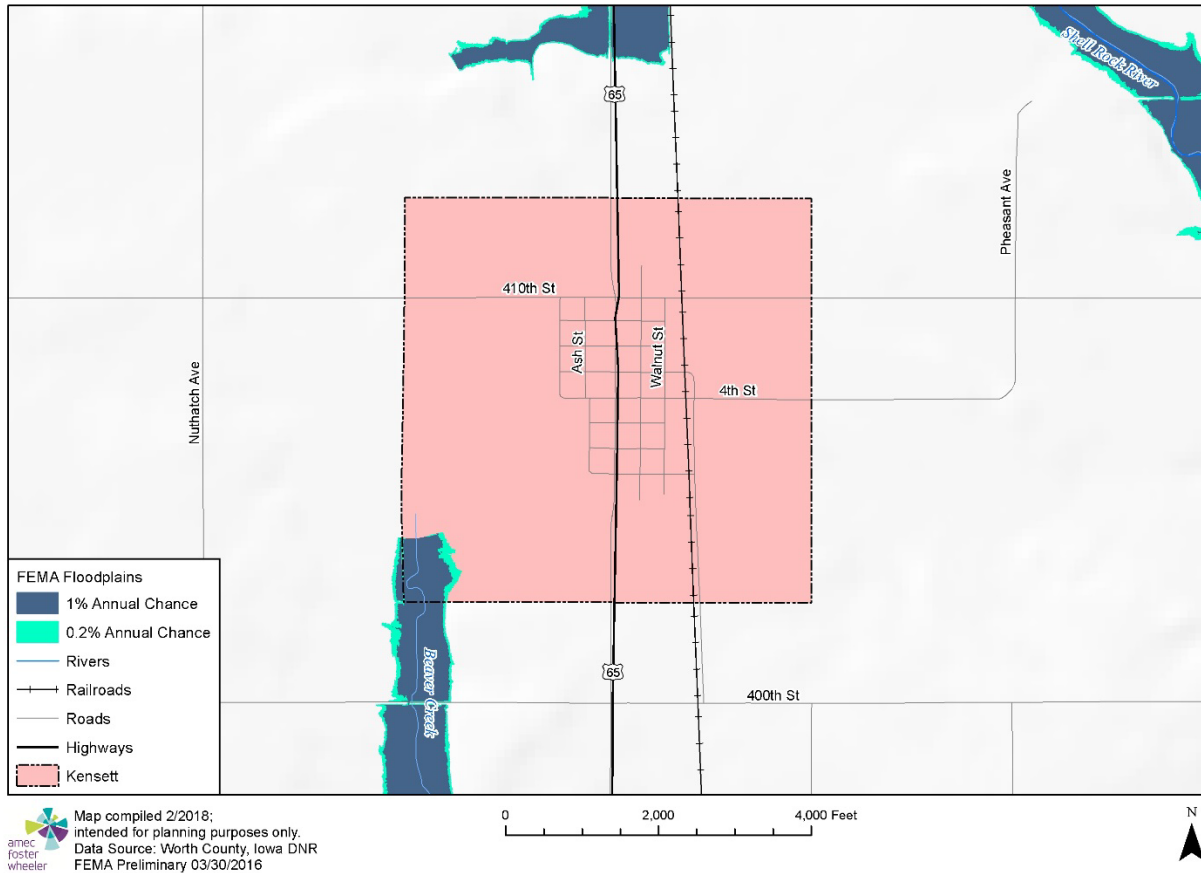 Shell Rock River
65
Pheasant Ave
410th St
Ash St
Walnut St
Nuthatch Ave
4th St
FEMA Floodplains
1% Annual Chance
0.2% Annual Chance
Rivers
Railroads
Roads
Highways
Kensett
Beaver Creek
65
400th St
amec
foster
wheeler
Map compiled 2/2018;
intended for planning purposes only.
Data Source: Worth County, Iowa DNR
FEMA Preliminary 03/30/2016
0 2,000 4,000 Feet
N